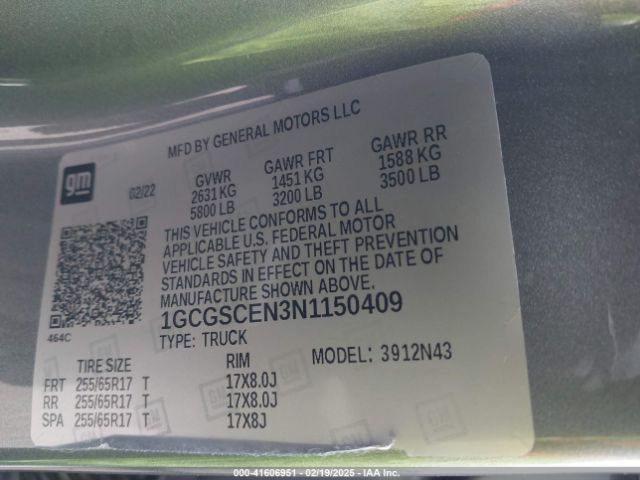 MFD BY GENERAL MOTORS LLC
gm
02/22
GVWR GAWR FRT GAWR RR
2631 KG 1451 KG 1588 KG
5800 LB 3200 LB 3500 LB
THIS VEHICLE CONFORMS TO ALL
APPLICABLE U.S. FEDERAL MOTOR
VEHICLE SAFETY AND THEFT PREVENTION
STANDARDS IN EFFECT ON THE DATE OF
MANUFACTURE SHOWN ABOVE.
1GCGSCEN3N1150409
464C
TYPE: TRUCK
MODEL: 3912N43
TIRE SIZE RIM
FRT 255/65R17 T 17X8.0J
RR 255/65R17 T 17X8.0J
SPA 255/65R17 T 17X8J
000-41606951 - 02/19/2025 - IAA Inc.